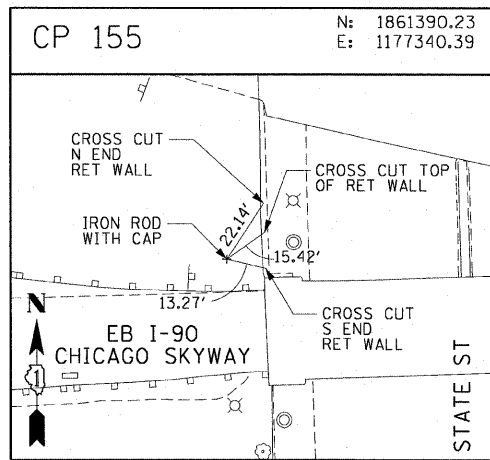 CP 155
N: 1861390.23
E: 1177340.39
CROSS CUT
N END
RET WALL
CROSS CUT TOP
OF RET WALL
IRON ROD
WITH CAP
22.14'
15.42'
13.27'
CROSS CUT
S END
RET WALL
N
1
EB I-90
CHICAGO SKYWAY
STATE ST